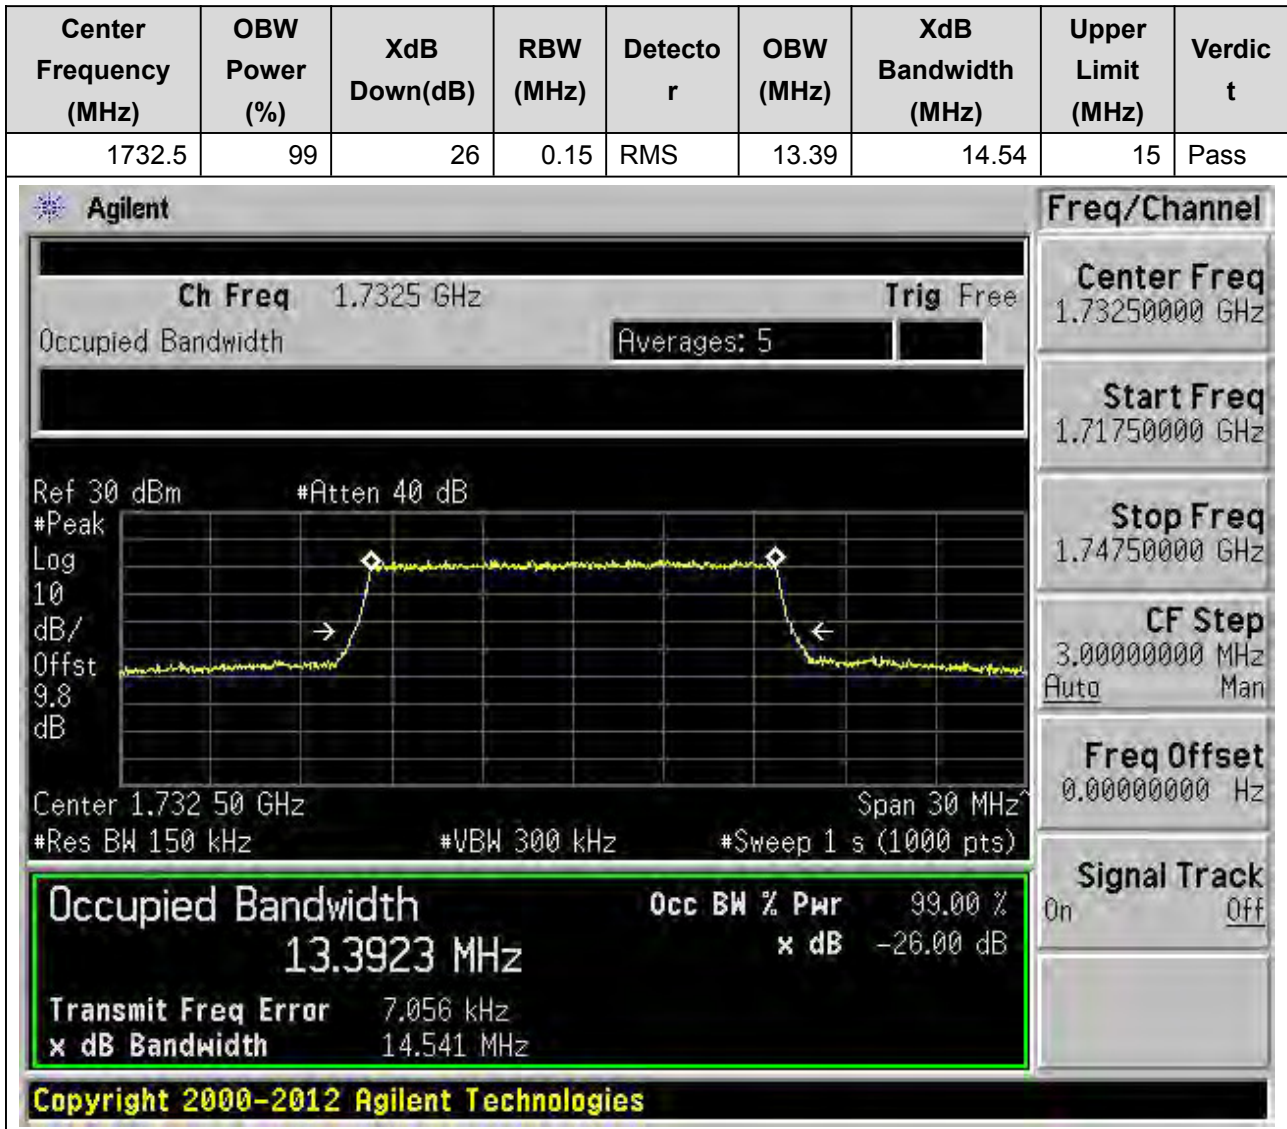 Center Frequency (MHz) OBW Power (%) XdB Down(dB) RBW (MHz) Detecto r OBW (MHz) XdB Bandwidth (MHz) Upper Limit (MHz) Verdic t
1732.5 99 26 0.15 RMS 13.39 14.54 15 Pass
Agilent
Freq/Channel
Ch Freq 1.7325 GHz Trig Free
Occupied Bandwidth Averages: 5
Center Freq
1.73250000 GHz
Start Freq
1.71750000 GHz
Stop Freq
1.74750000 GHz
CF Step
3.00000000 MHz
Auto Man
Freq Offset
0.00000000 Hz
Signal Track
On Off
Ref 30 dBm #Atten 40 dB
#Peak
Log
10
dB/
Offst
9.8
dB
Center 1.732 50 GHz Span 30 MHz^
#Res BW 150 kHz #VBW 300 kHz #Sweep 1 s (1000 pts)
Occupied Bandwidth Occ BW % Pwr 99.00 %
13.3923 MHz x dB -26.00 dB
Transmit Freq Error 7.056 kHz
x dB Bandwidth 14.541 MHz
Copyright 2000-2012 Agilent Technologies